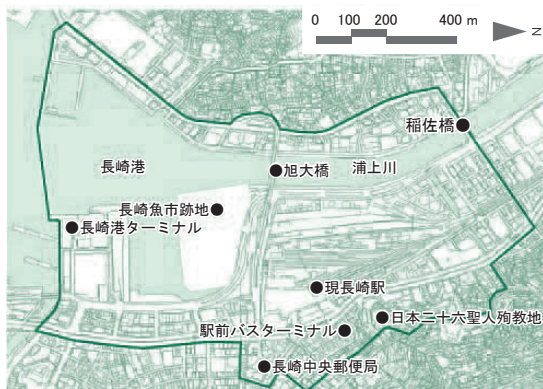 0 100 200 400 m
N
稲佐橋
長崎港
旭大橋
浦上川
長崎魚市跡地
長崎港ターミナル
現長崎駅
日本二十六聖人殉教地
駅前バスターミナル
長崎中央郵便局